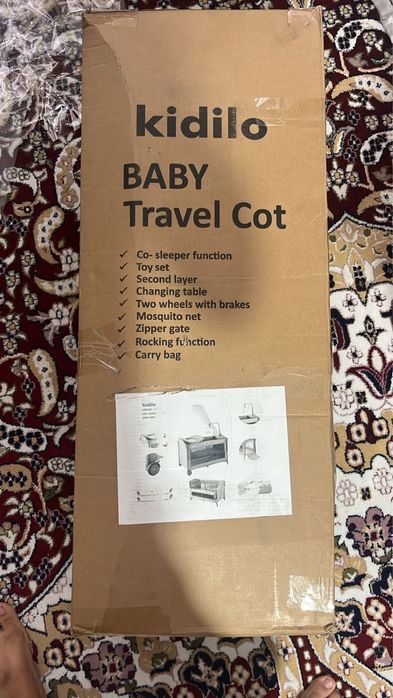 kidilo
BABY
Travel Cot
✓ Co- sleeper function
✓ Toy set
✓ Second layer
✓ Changing table
✓ Two wheels with brakes
✓ Mosquito net
✓ Zipper gate
✓ Rocking function
✓ Carry bag
kidilo